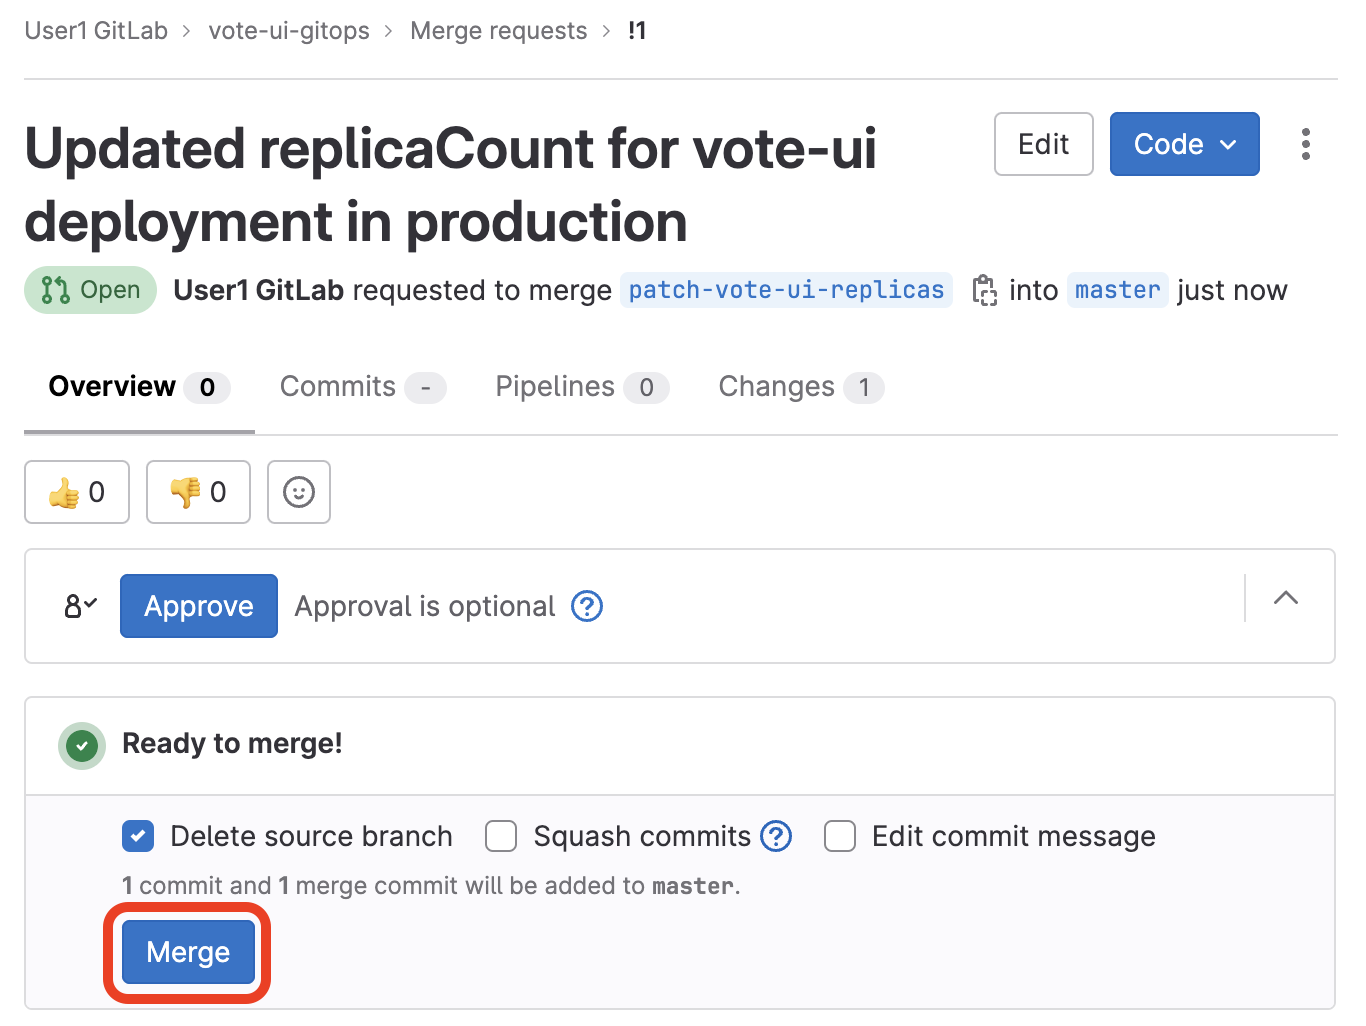 User1 GitLab > vote-ui-gitops > Merge requests > !1
Updated replicaCount for vote-ui
deployment in production
Edit
Code
Open User1 GitLab requested to merge patch-vote-ui-replicas into master just now
Overview 0 Commits - Pipelines 0 Changes 1
👍 0 👎 0
Approve Approval is optional ?
Ready to merge!
Delete source branch Squash commits ? Edit commit message
1 commit and 1 merge commit will be added to master.
Merge